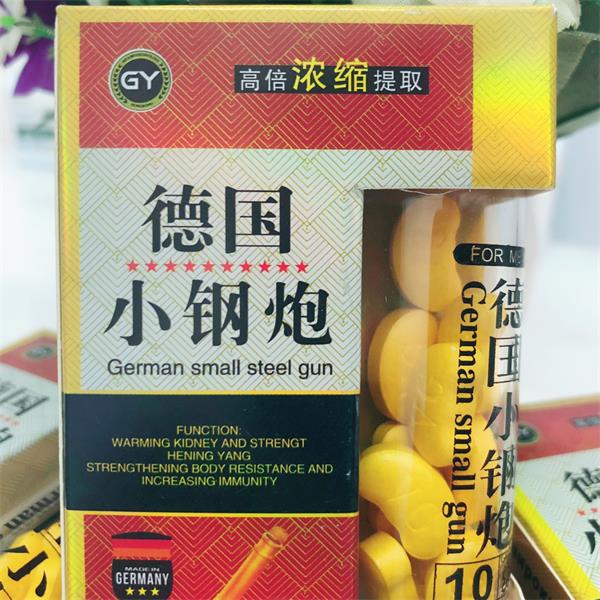 GY
高倍浓缩提取
德国
小钢炮
German small steel gun
FUNCTION:
WARMING KIDNEY AND STRENGT
HENING YANG
STRENGTHENING BODY RESISTANCE AND
INCREASING IMMUNITY
MADE IN
GERMANY
FOR M
德国小钢炮
German small
gun
10